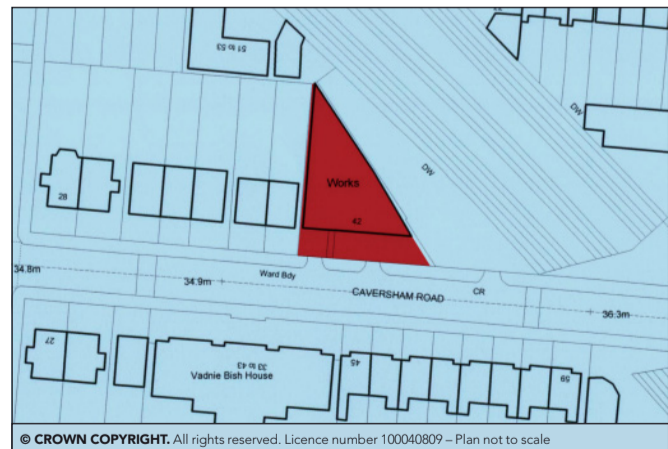 51 to 53
DW
DW
Works
28
42
Ward Bdy
34.8m
34.9m
CAVERSHAM ROAD
CR
36.3m
27
33 to 43
45
59
Vadnie Bish House
© CROWN COPYRIGHT. All rights reserved. Licence number 100040809 – Plan not to scale